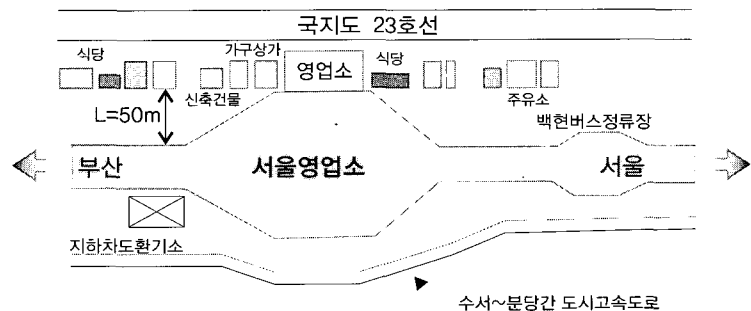 국지도 23호선
식당
가구상가
영업소
식당
신축건물
주유소
L=50m
백현버스정류장
부산
서울영업소
서울
지하차도환기소
수서~분당간 도시고속도로